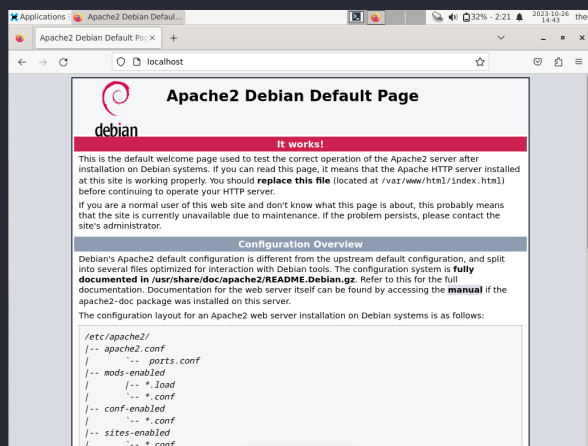 Applications
Apache2 Debian Defaul...
32% - 2:21
2023-10-26
14:43
the
Apache2 Debian Default Pag
localhost
debian
Apache2 Debian Default Page
It works!
This is the default welcome page used to test the correct operation of the Apache2 server after
installation on Debian systems. If you can read this page, it means that the Apache HTTP server installed
at this site is working properly. You should replace this file (located at /var/www/html/index.html)
before continuing to operate your HTTP server.
If you are a normal user of this web site and don't know what this page is about, this probably means
that the site is currently unavailable due to maintenance. If the problem persists, please contact the
site's administrator.
Configuration Overview
Debian's Apache2 default configuration is different from the upstream default configuration, and split
into several files optimized for interaction with Debian tools. The configuration system is fully
documented in /usr/share/doc/apache2/README.Debian.gz. Refer to this for the full
documentation. Documentation for the web server itself can be found by accessing the manual if the
apache2-doc package was installed on this server.
The configuration layout for an Apache2 web server installation on Debian systems is as follows:
/etc/apache2/
|-- apache2.conf
|       `--  ports.conf
|-- mods-enabled
|       |-- *.load
|       `-- *.conf
|-- conf-enabled
|       `-- *.conf
|-- sites-enabled
|       `-- *.conf